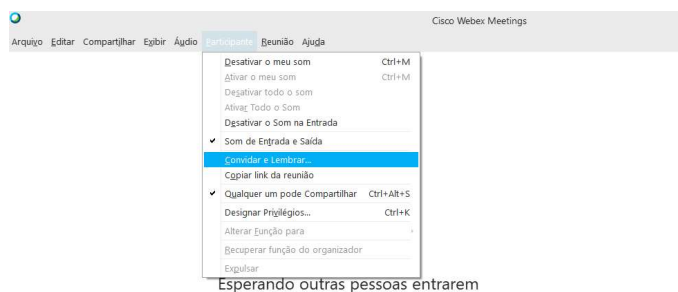 Cisco Webex Meetings
Arquivo Editar Compartilhar Exibir Áudio Participante Reunião Ajuda
Desativar o meu som Ctrl+M
Ativar o meu som Ctrl+M
Desativar todo o som
Ativar Todo o Som
Desativar o Som na Entrada
✔ Som de Entrada e Saída
Convidar e Lembrar...
Copiar link da reunião
✔ Qualquer um pode Compartilhar Ctrl+Alt+S
Designar Privilégios... Ctrl+K
Alterar Função para
Recuperar função do organizador
Expulsar
Esperando outras pessoas entrarem